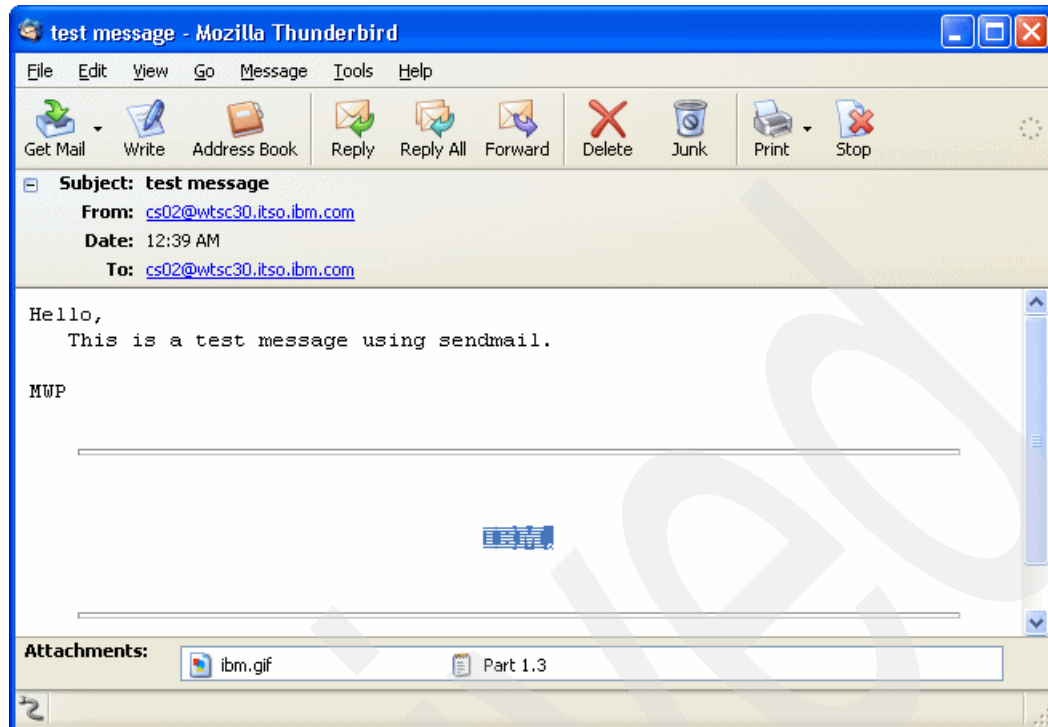 test message - Mozilla Thunderbird
File Edit View Go Message Tools Help
Get Mail Write Address Book Reply Reply All Forward Delete Junk Print Stop
Subject: test message
From: cs02@wtsc30.itso.ibm.com
Date: 12:39 AM
To: cs02@wtsc30.itso.ibm.com
Hello,
This is a test message using sendmail.
MWP
Attachments: ibm.gif Part 1.3